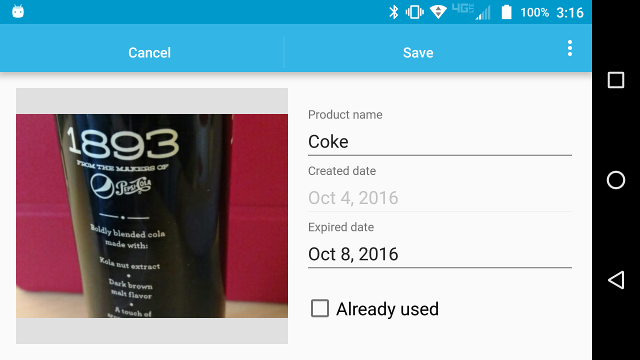 4G 100% 3:16
Cancel Save
1893
FROM THE MAKERS OF
PEPSI-COLA
Boldly blended cola
made with:
Kola nut extract
Dark brown
malt flavor
A touch of
Product name
Coke
Created date
Oct 4, 2016
Expired date
Oct 8, 2016
Already used